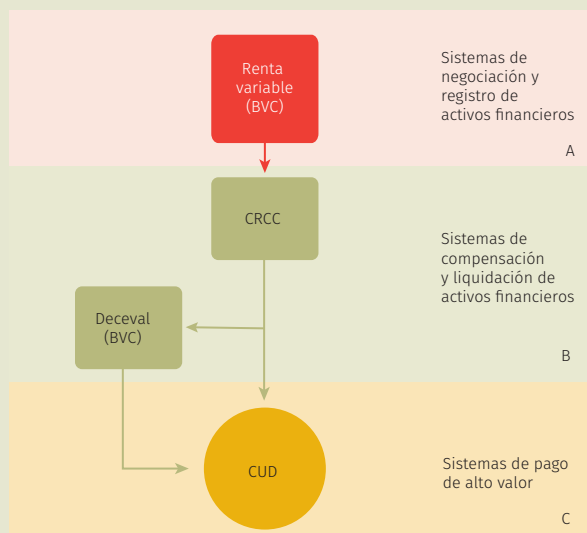 Renta
variable
(BVC)
Sistemas de
negociación y
registro de
activos financieros
A
CRCC
Sistemas de
compensación
y liquidación de
activos financieros
B
Deceval
(BVC)
CUD
Sistemas de pago
de alto valor
C